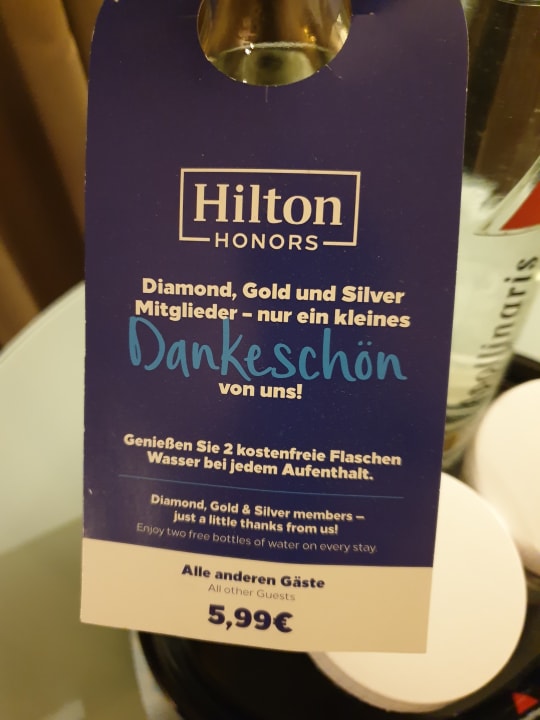 Hilton
HONORS
Diamond, Gold und Silver
Mitglieder – nur ein kleines
Dankeschön
von uns!
Genießen Sie 2 kostenfreie Flaschen
Wasser bei jedem Aufenthalt.
Diamond, Gold & Silver members –
just a little thanks from us!
Enjoy two free bottles of water on every stay.
Alle anderen Gäste
All other Guests
5,99€
Apollinaris